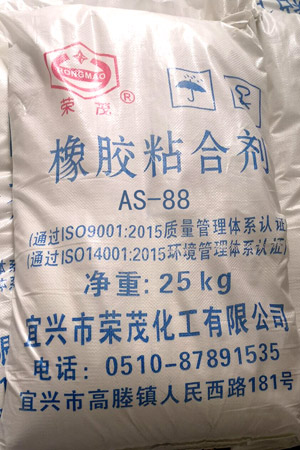 RONGMAO
荣茂®
橡胶粘合剂
AS-88
(通过ISO9001:2015质量管理体系认证)
(通过ISO14001:2015环境管理体系认证)
净重:25kg
宜兴市荣茂化工有限公司
电话：0510-87891535
宜兴市高塍镇人民西路181号